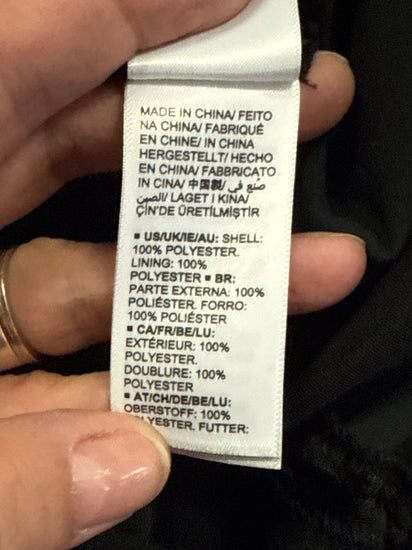 MADE IN CHINA/ FEITO
NA CHINA/ FABRIQUÉ
EN CHINE/ IN CHINA
HERGESTELLT/ HECHO
EN CHINA/ FABBRICATO
IN CINA/ 中国製/ صنع في
الصين/ LAGET I KINA/
ÇİN'DE ÜRETİLMİŞTİR
▪ US/UK/IE/AU: SHELL:
100% POLYESTER.
LINING: 100%
POLYESTER ▪ BR:
PARTE EXTERNA: 100%
POLIÉSTER. FORRO:
100% POLIÉSTER
▪ CA/FR/BE/LU:
EXTÉRIEUR: 100%
POLYESTER.
DOUBLURE: 100%
POLYESTER
▪ AT/CH/DE/BE/LU:
OBERSTOFF: 100%
POLYESTER. FUTTER: